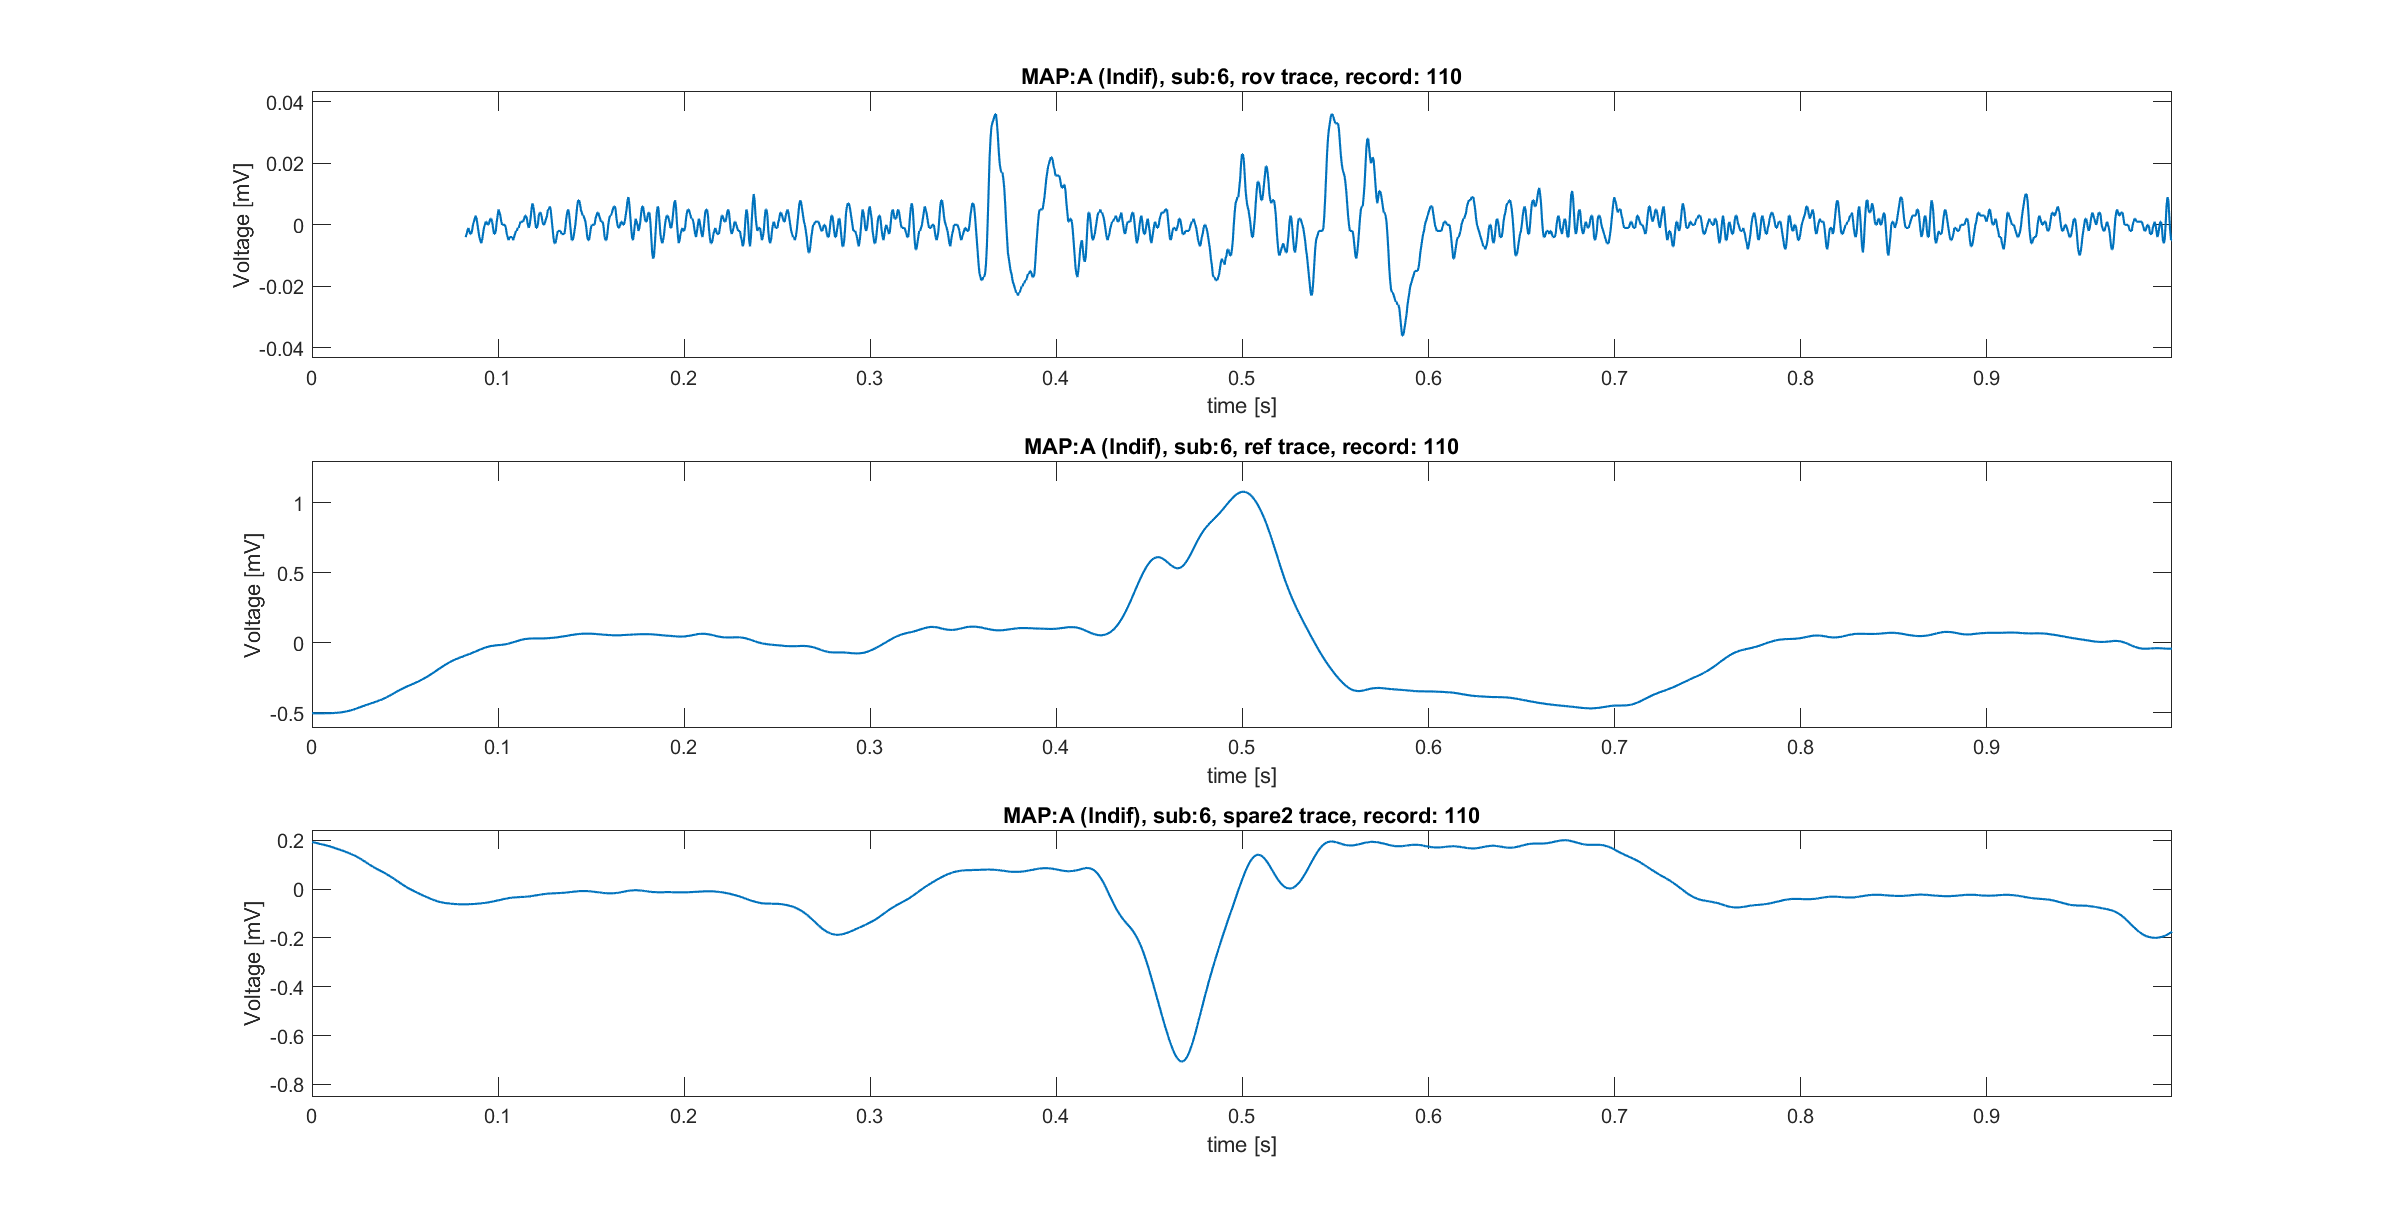 MAP:A (Indif), sub:6, rov trace, record: 110
0.04
0.02
0
-0.02
-0.04
Voltage [mV]
0 0.1 0.2 0.3 0.4 0.5 0.6 0.7 0.8 0.9
time [s]
MAP:A (Indif), sub:6, ref trace, record: 110
1
0.5
0
-0.5
Voltage [mV]
0 0.1 0.2 0.3 0.4 0.5 0.6 0.7 0.8 0.9
time [s]
MAP:A (Indif), sub:6, spare2 trace, record: 110
0.2
0
-0.2
-0.4
-0.6
-0.8
Voltage [mV]
0 0.1 0.2 0.3 0.4 0.5 0.6 0.7 0.8 0.9
time [s]